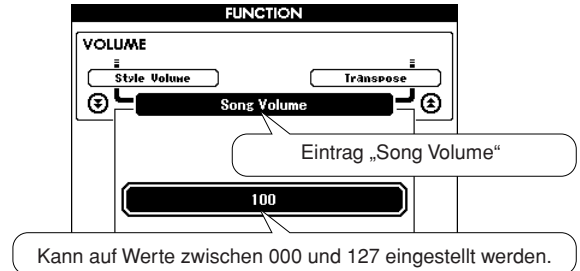 FUNCTION
VOLUME
Style Volume
Transpose
Song Volume
Eintrag „Song Volume“
100
Kann auf Werte zwischen 000 und 127 eingestellt werden.